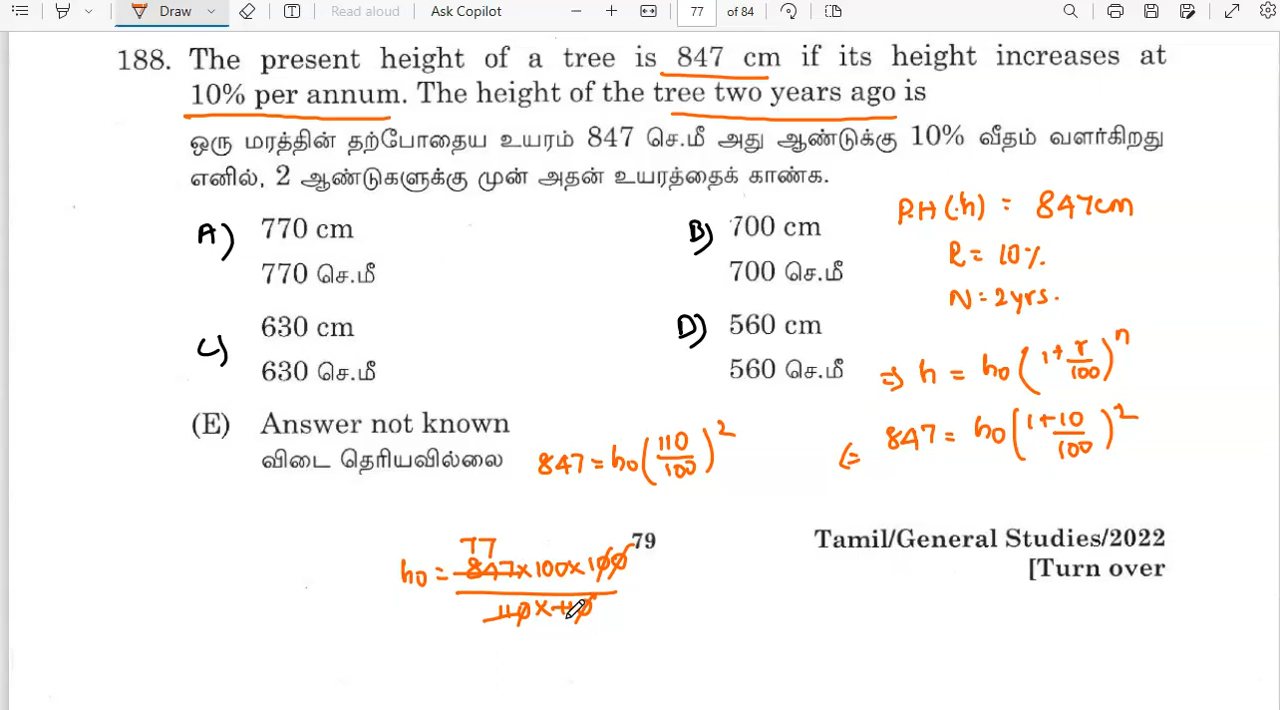 Draw
Read aloud
Ask Copilot
77
of 84
188. The present height of a tree is 847 cm if its height increases at
10% per annum. The height of the tree two years ago is
ஒரு மரத்தின் தற்போதைய உயரம் 847 செ.மீ அது ஆண்டுக்கு 10% வீதம் வளர்கிறது
எனில், 2 ஆண்டுகளுக்கு முன் அதன் உயரத்தைக் காண்க.
A) 770 cm
770 செ.மீ
B) 700 cm
700 செ.மீ
C) 630 cm
630 செ.மீ
D) 560 cm
560 செ.மீ
(E) Answer not known
விடை தெரியவில்லை
P.H (h) = 847cm
R = 10%.
N = 2yrs.
⇒ h = h0 (1+r/100)^n
847 = h0 (1+10/100)^2
847 = h0 (110/100)^2
77
h0 = 847×100×100
110×110
79
Tamil/General Studies/2022
[Turn over